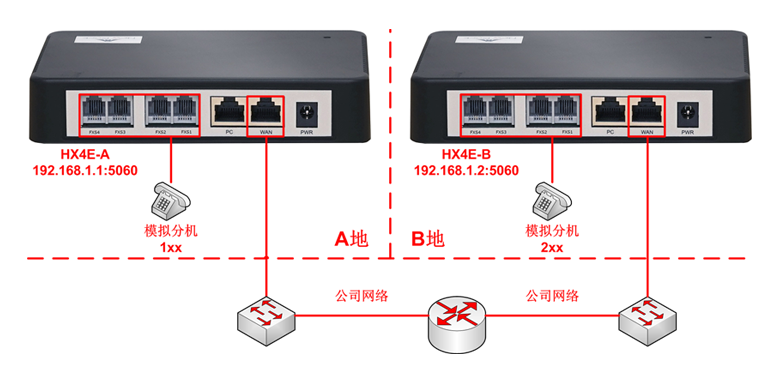 FXS4 FXS3 FXS2 FXS1 PC WAN PWR
FXS4 FXS3 FXS2 FXS1 PC WAN PWR
HX4E-A
192.168.1.1:5060
HX4E-B
192.168.1.2:5060
模拟分机
1xx
A地
B地
模拟分机
2xx
公司网络
公司网络